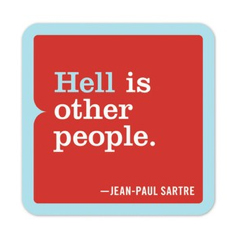 Hell is
other
people.
—JEAN-PAUL SARTRE